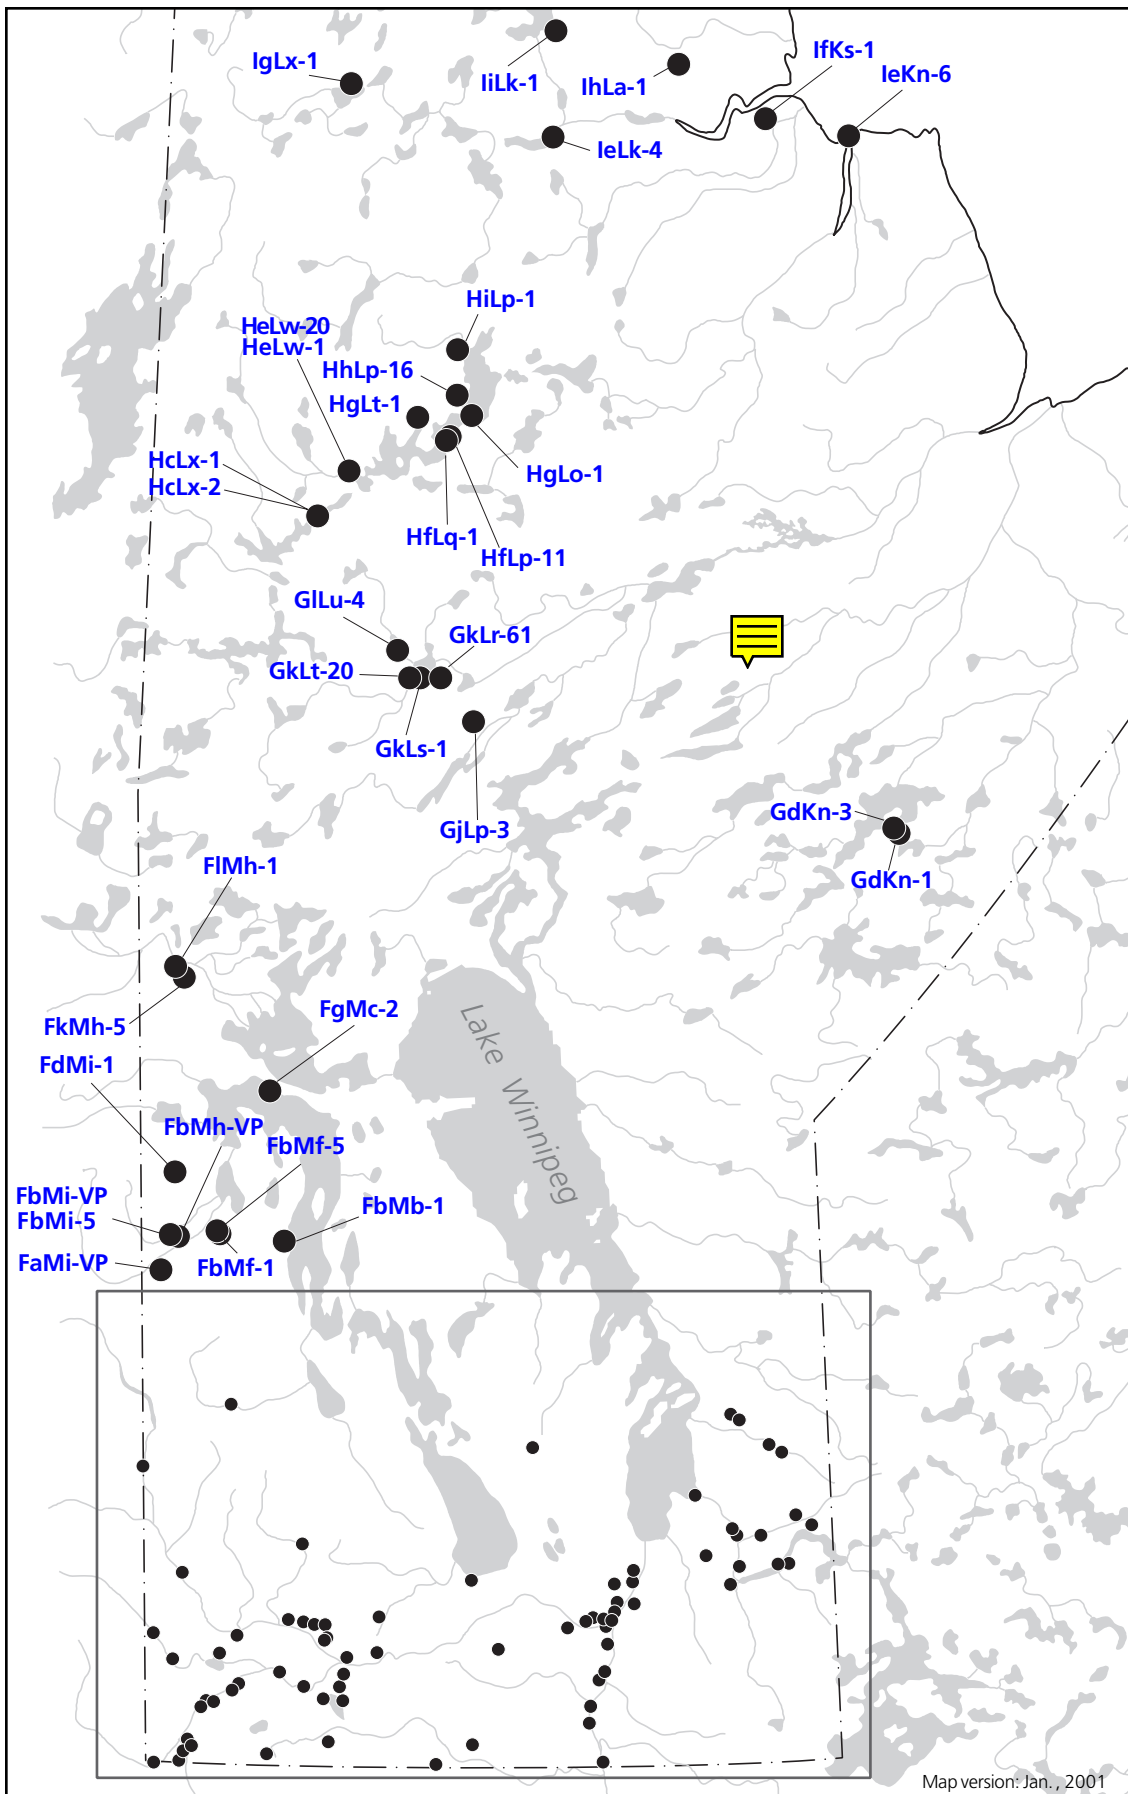 IgLx-1
IiLk-1
IhLa-1
IfKs-1
IeKn-6
IeLk-4
HiLp-1
HeLw-20
HeLw-1
HhLp-16
HgLt-1
HcLx-1
HcLx-2
HgLo-1
HfLq-1
HfLp-11
GlLu-4
GkLr-61
GkLt-20
GkLs-1
GjLp-3
GdKn-3
GdKn-1
FlMh-1
FkMh-5
FgMc-2
FdMi-1
Lake Winnipeg
FbMh-VP
FbMf-5
FbMi-VP
FbMi-5
FbMb-1
FaMi-VP
FbMf-1
Map version: Jan. , 2001